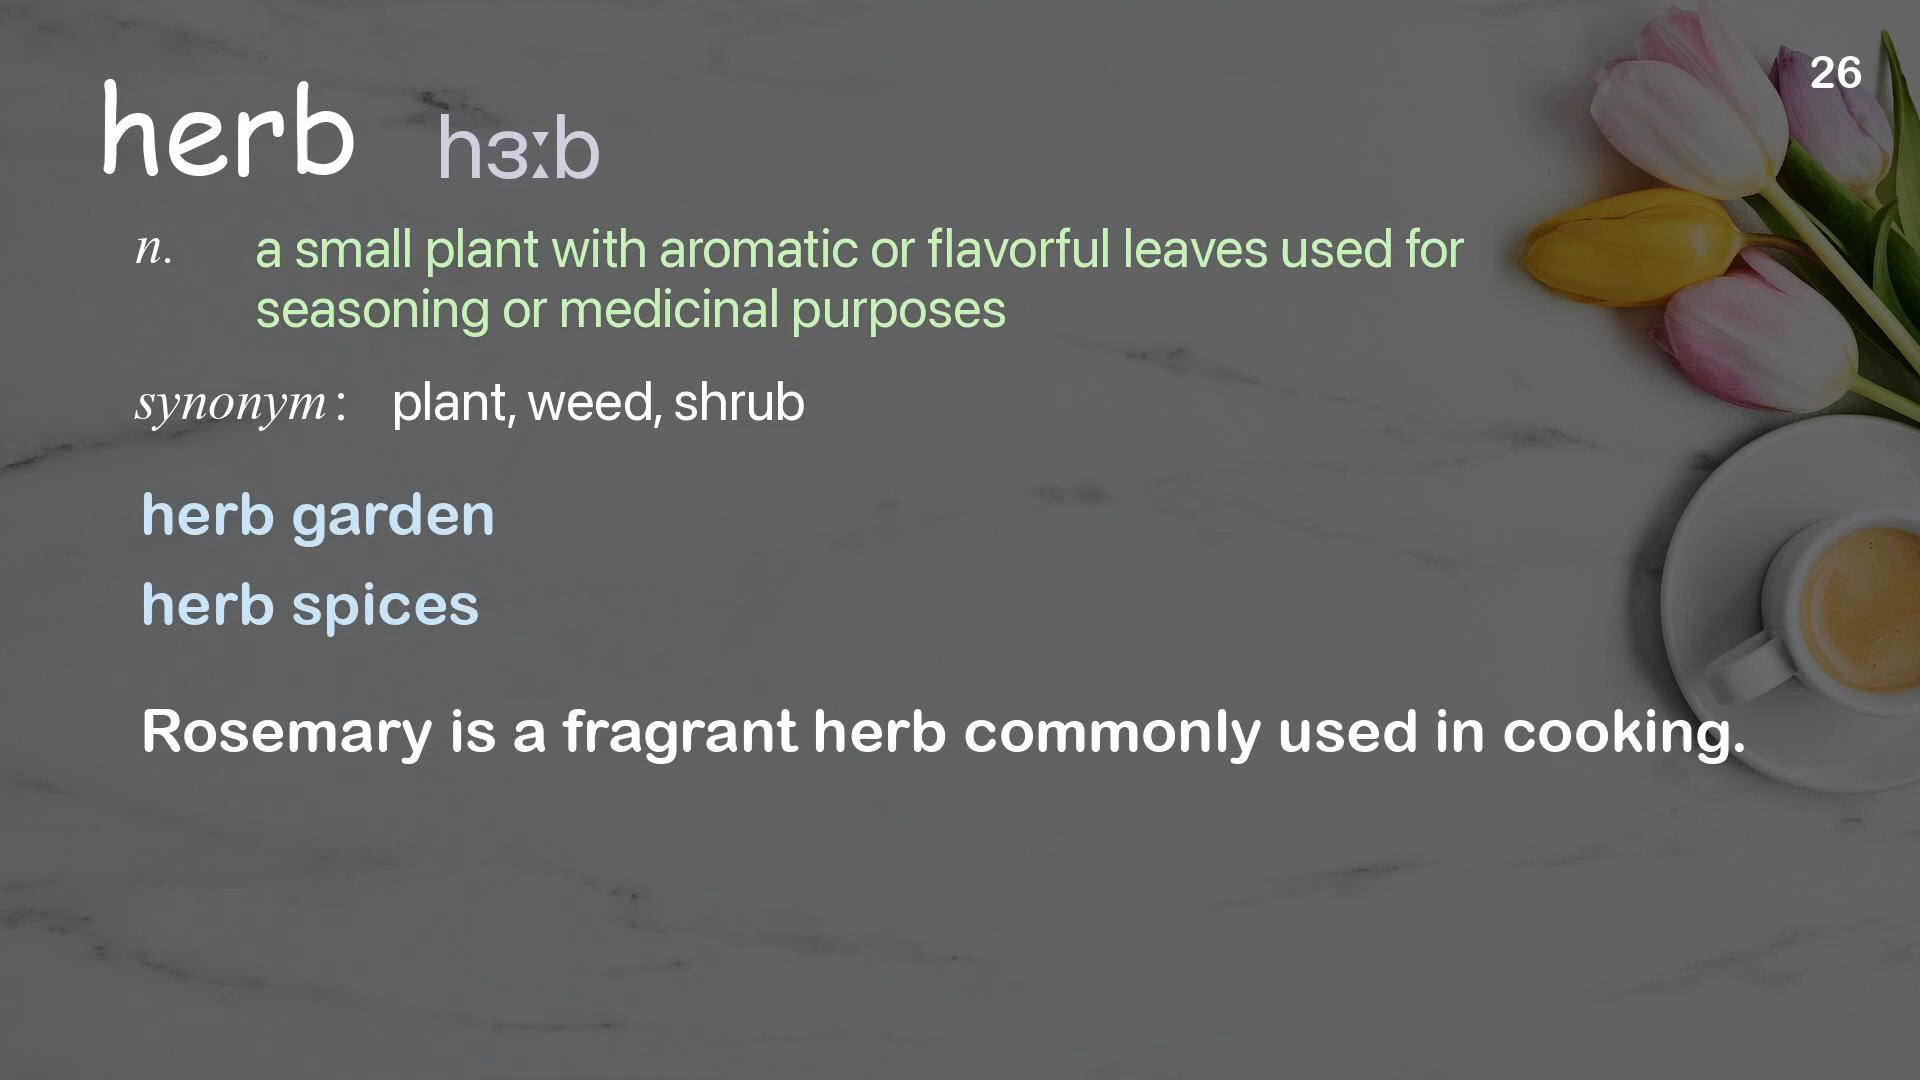 26
herb hɜːb
n. a small plant with aromatic or flavorful leaves used for
seasoning or medicinal purposes
synonym: plant, weed, shrub
herb garden
herb spices
Rosemary is a fragrant herb commonly used in cooking.